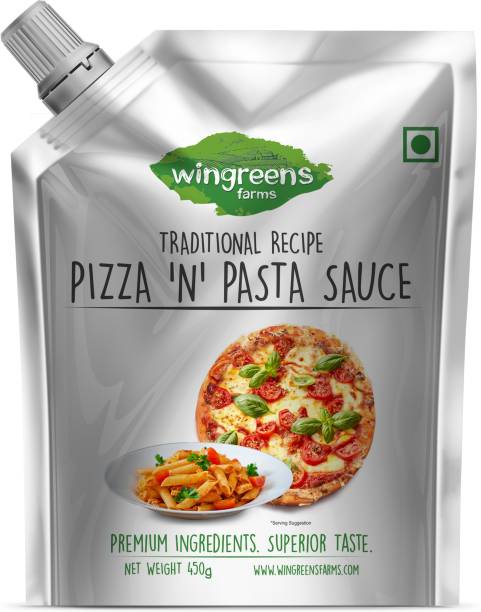 wingreens
farms
TRADITIONAL RECIPE
PIZZA 'N' PASTA SAUCE
*Serving Suggestion
PREMIUM INGREDIENTS. SUPERIOR TASTE.
NET WEIGHT 450g WWW.WINGREENSFARMS.COM